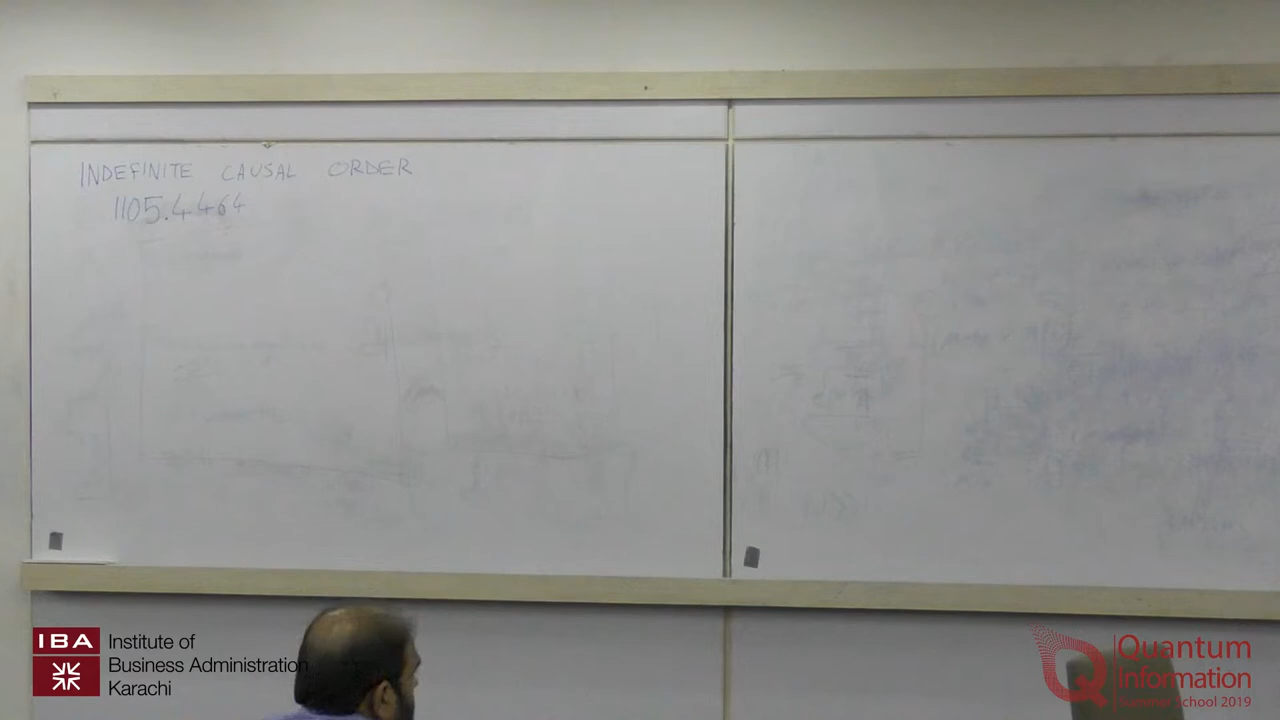 INDEFINITE CAUSAL ORDER
1105.4464
IBA
Institute of
Business Administration
Karachi
Quantum
Information
Summer School 2019